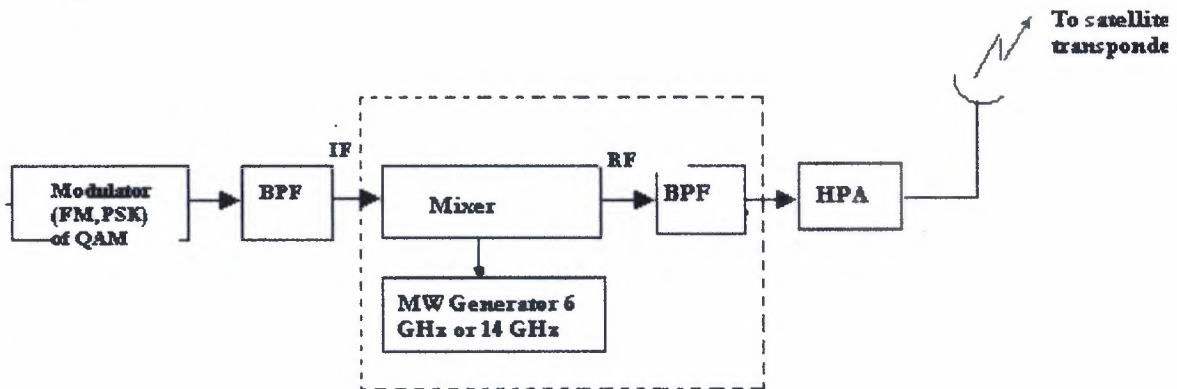 To satellite
transponde
IF
RF
Modulator
(FM,PSK)
of QAM
BPF
Mixer
BPF
HPA
MW Generator 6
GHz or 14 GHz